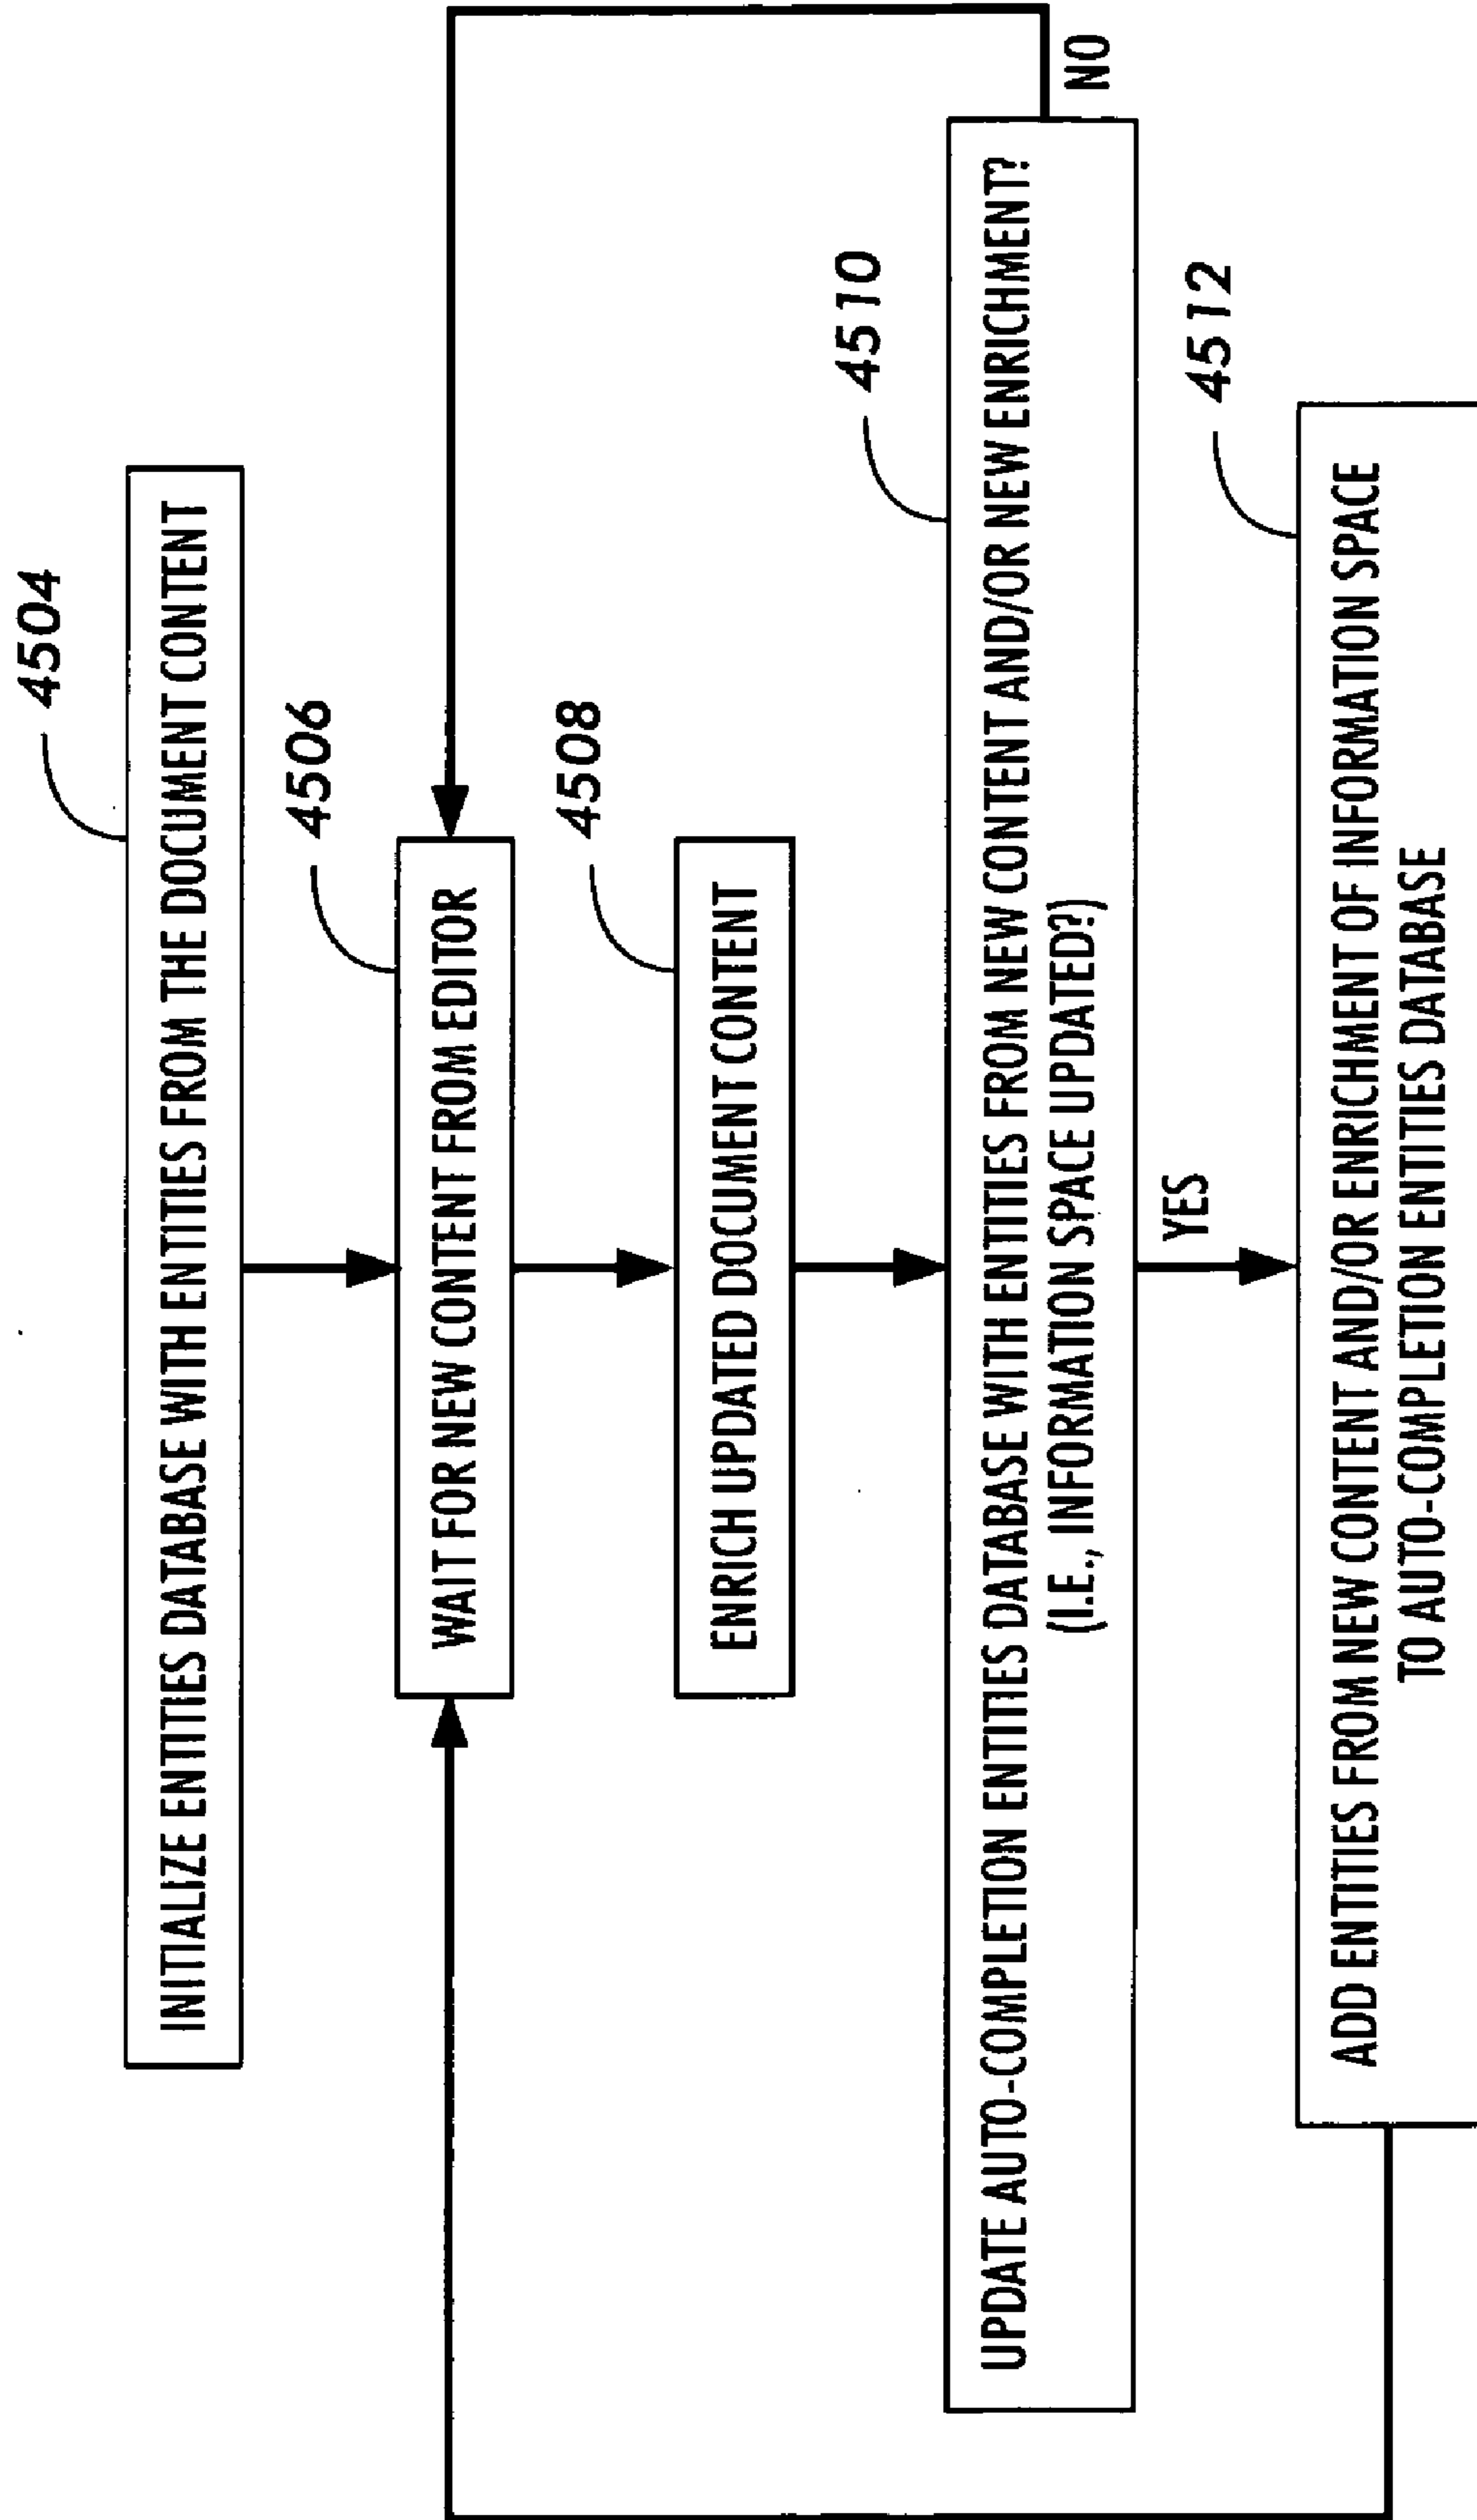 4504
INITIALIZE ENTITIES DATABASE WITH ENTITIES FROM THE DOCUMENT CONTENT
4506
WAIT FOR NEW CONTENT FROM EDITOR
4508
ENRICH UPDATED DOCUMENT CONTENT
4510
UPDATE AUTO-COMPLETION ENTITIES DATABASE WITH ENTITIES FROM NEW CONTENT AND/OR NEW ENRICHMENT?
(I.E., INFORMATION SPACE UPDATED?)
NO
YES
4512
ADD ENTITIES FROM NEW CONTENT AND/OR ENRICHMENT OF INFORMATION SPACE
TO AUTO-COMPLETION ENTITIES DATABASE